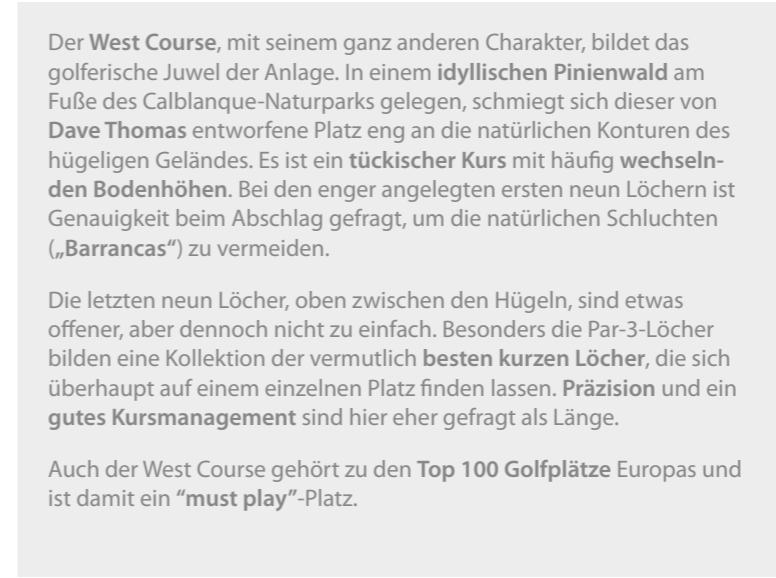 Der West Course, mit seinem ganz anderen Charakter, bildet das
golferische Juwel der Anlage. In einem idyllischen Pinienwald am
Fuße des Calblanque-Naturparks gelegen, schmiegt sich dieser von
Dave Thomas entworfene Platz eng an die natürlichen Konturen des
hügeligen Geländes. Es ist ein tückischer Kurs mit häufig wechseln-
den Bodenhöhen. Bei den enger angelegten ersten neun Löchern ist
Genauigkeit beim Abschlag gefragt, um die natürlichen Schluchten
(„Barrancas“) zu vermeiden.
Die letzten neun Löcher, oben zwischen den Hügeln, sind etwas
offener, aber dennoch nicht zu einfach. Besonders die Par-3-Löcher
bilden eine Kollektion der vermutlich besten kurzen Löcher, die sich
überhaupt auf einem einzelnen Platz finden lassen. Präzision und ein
gutes Kursmanagement sind hier eher gefragt als Länge.
Auch der West Course gehört zu den Top 100 Golfplätze Europas und
ist damit ein “must play”-Platz.